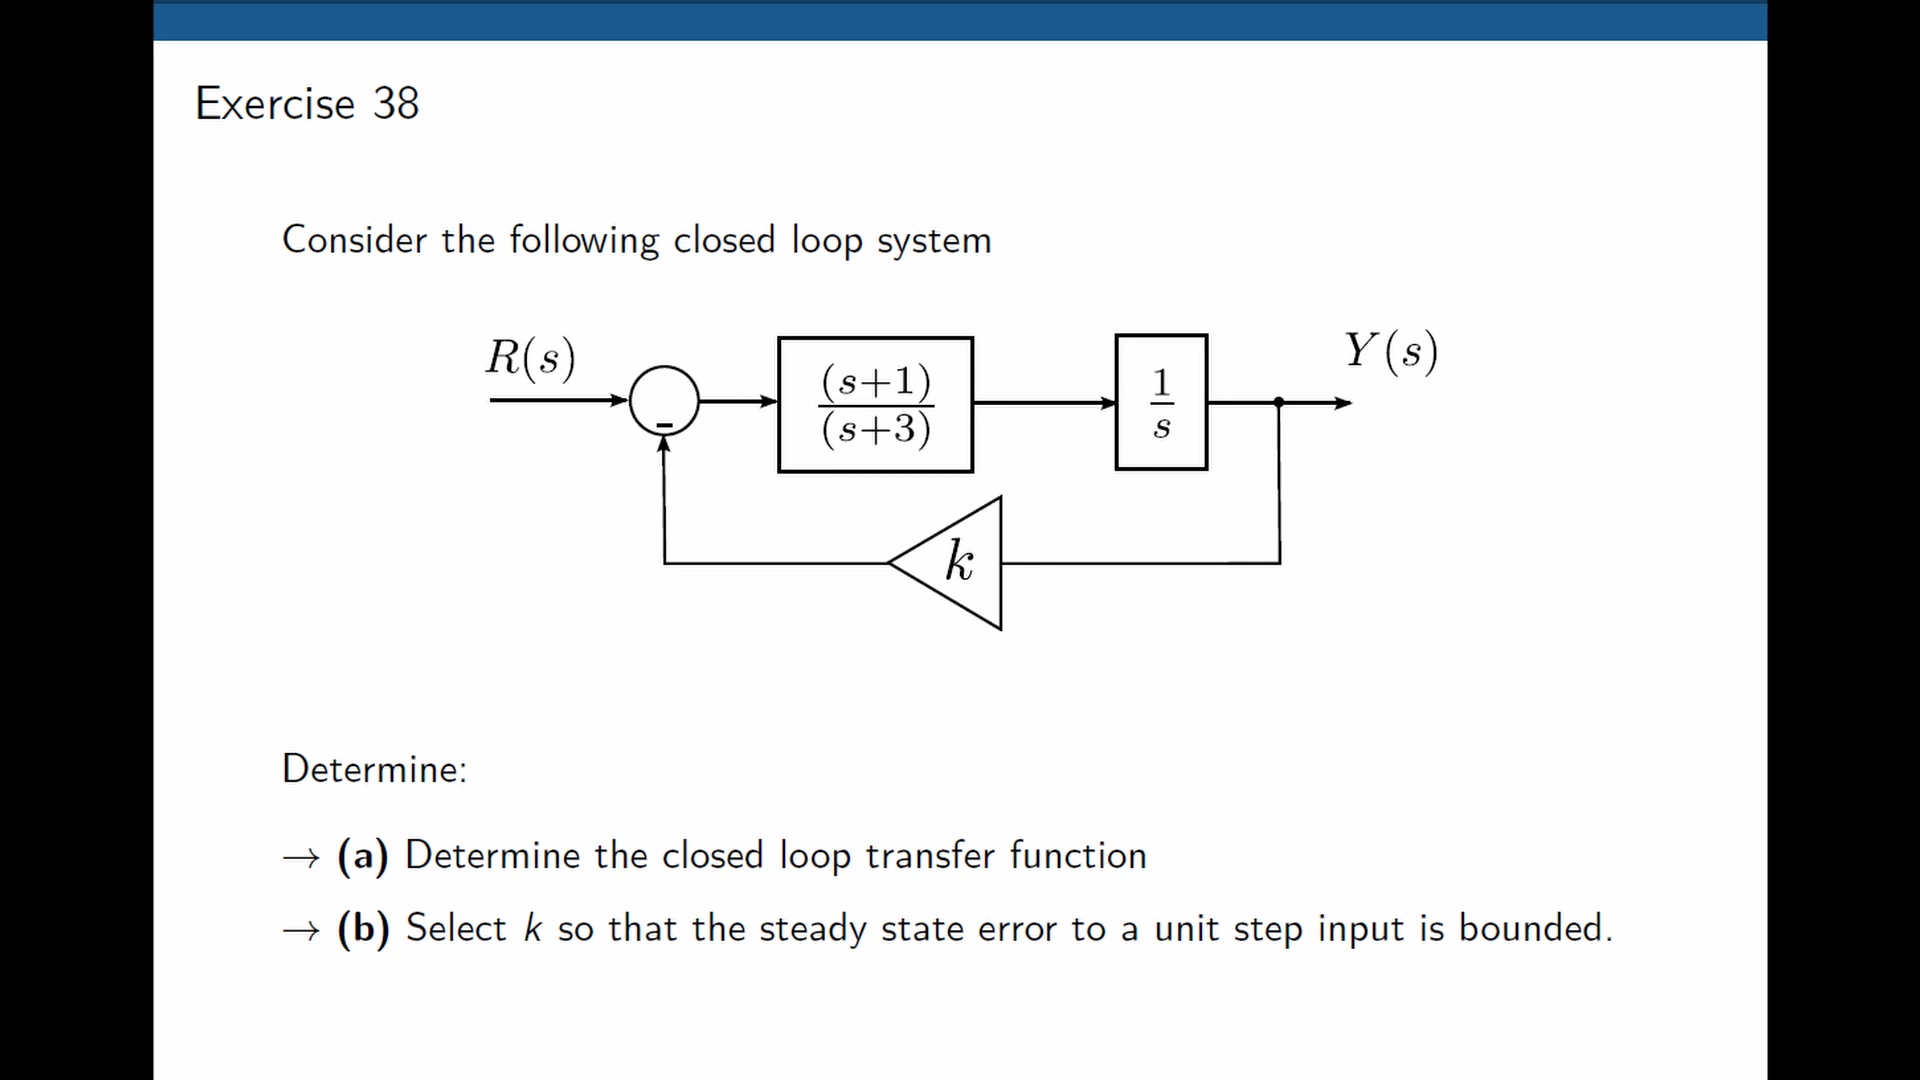 Exercise 38
Consider the following closed loop system
R(s)
Y(s)
(s+1)
(s+3)
1
s
-
k
Determine:
→ (a) Determine the closed loop transfer function
→ (b) Select k so that the steady state error to a unit step input is bounded.